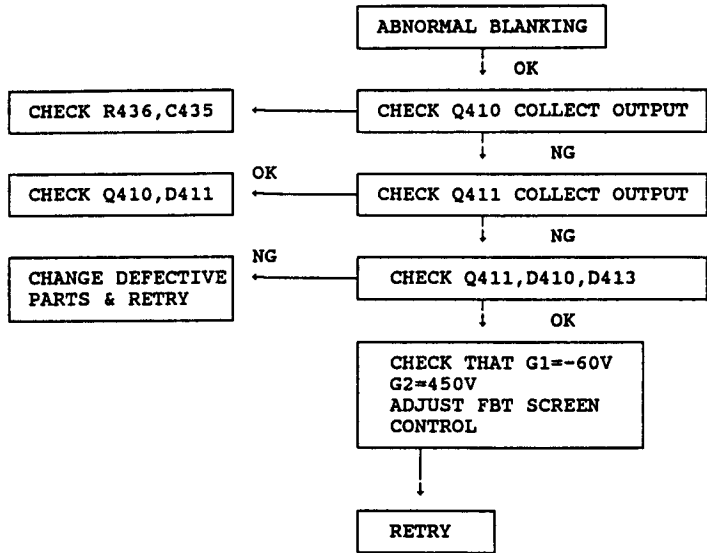 ABNORMAL BLANKING
OK
CHECK R436,C435
CHECK Q410 COLLECT OUTPUT
NG
OK
CHECK Q410,D411
CHECK Q411 COLLECT OUTPUT
NG
NG
CHANGE DEFECTIVE
PARTS & RETRY
CHECK Q411,D410,D413
OK
CHECK THAT G1=-60V
G2=450V
ADJUST FBT SCREEN
CONTROL
RETRY